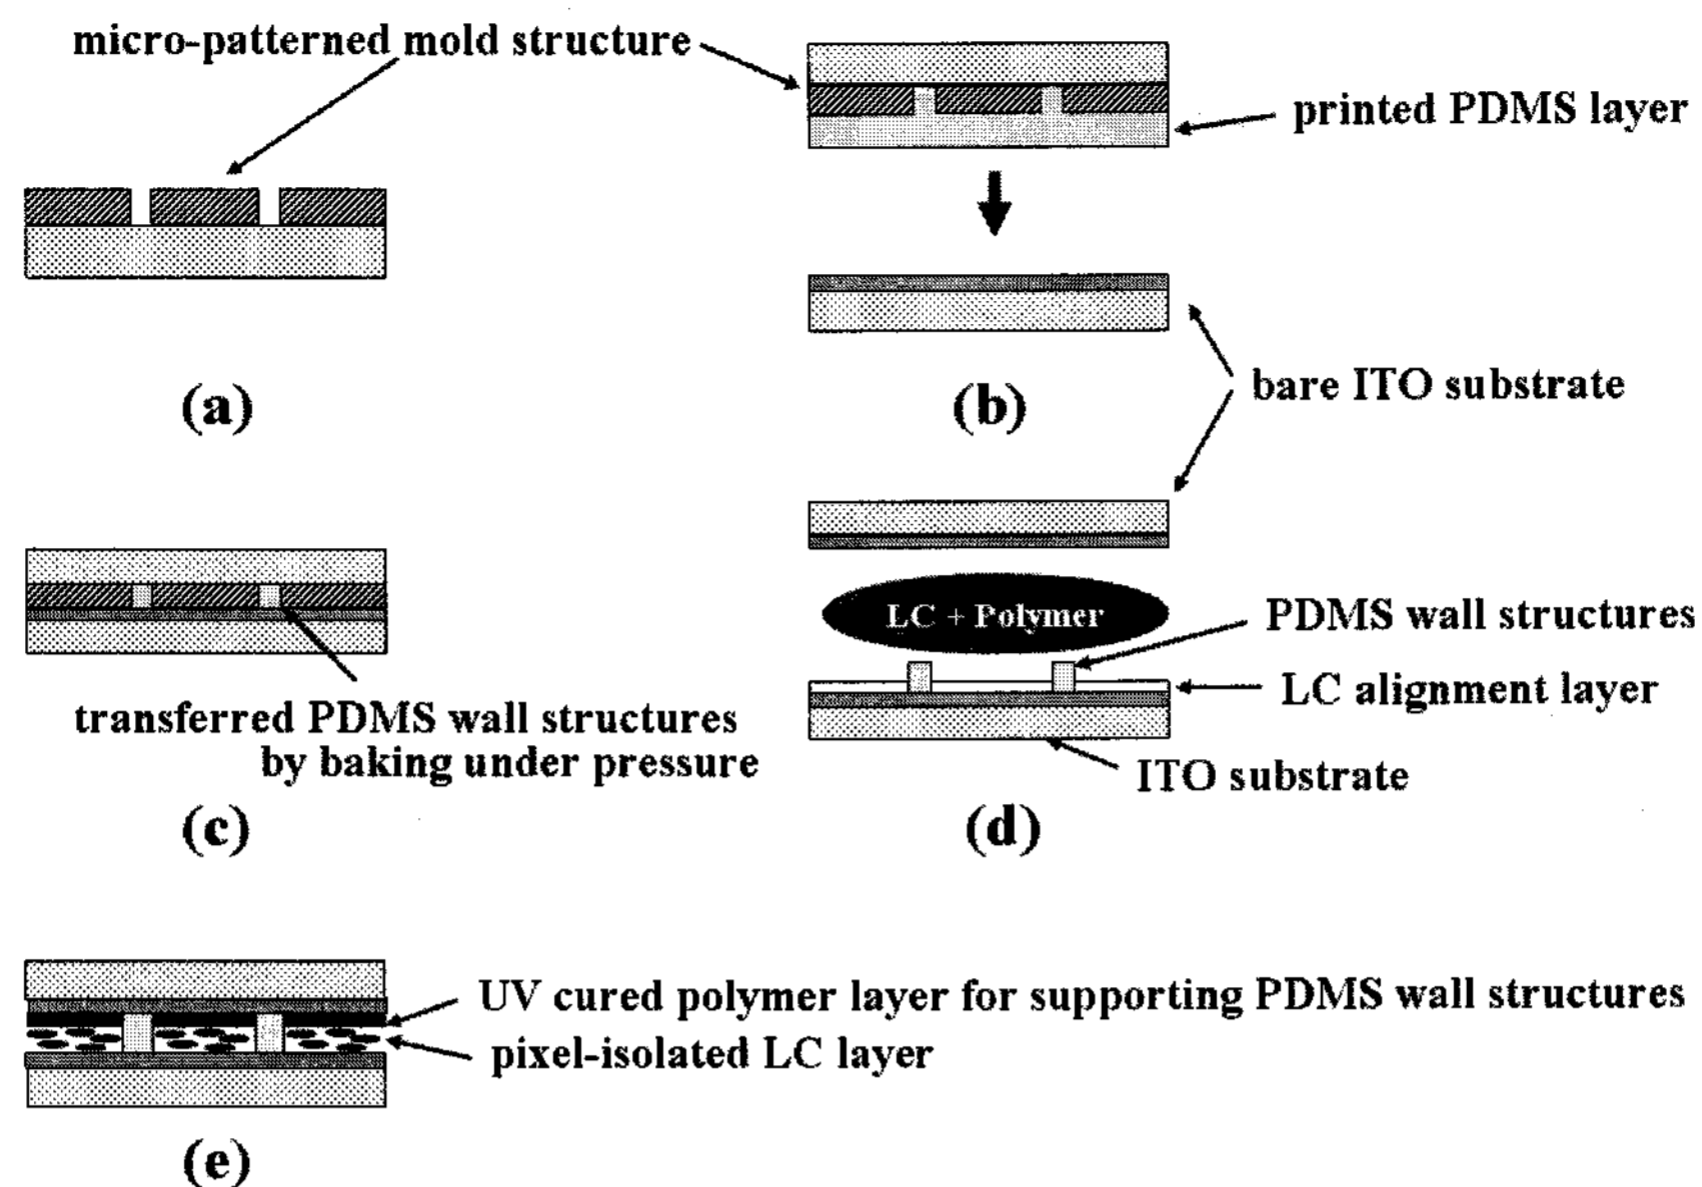 micro-patterned mold structure
printed PDMS layer
(a)
(b)
bare ITO substrate
transferred PDMS wall structures
by baking under pressure
(c)
LC + Polymer
PDMS wall structures
LC alignment layer
ITO substrate
(d)
UV cured polymer layer for supporting PDMS wall structures
pixel-isolated LC layer
(e)